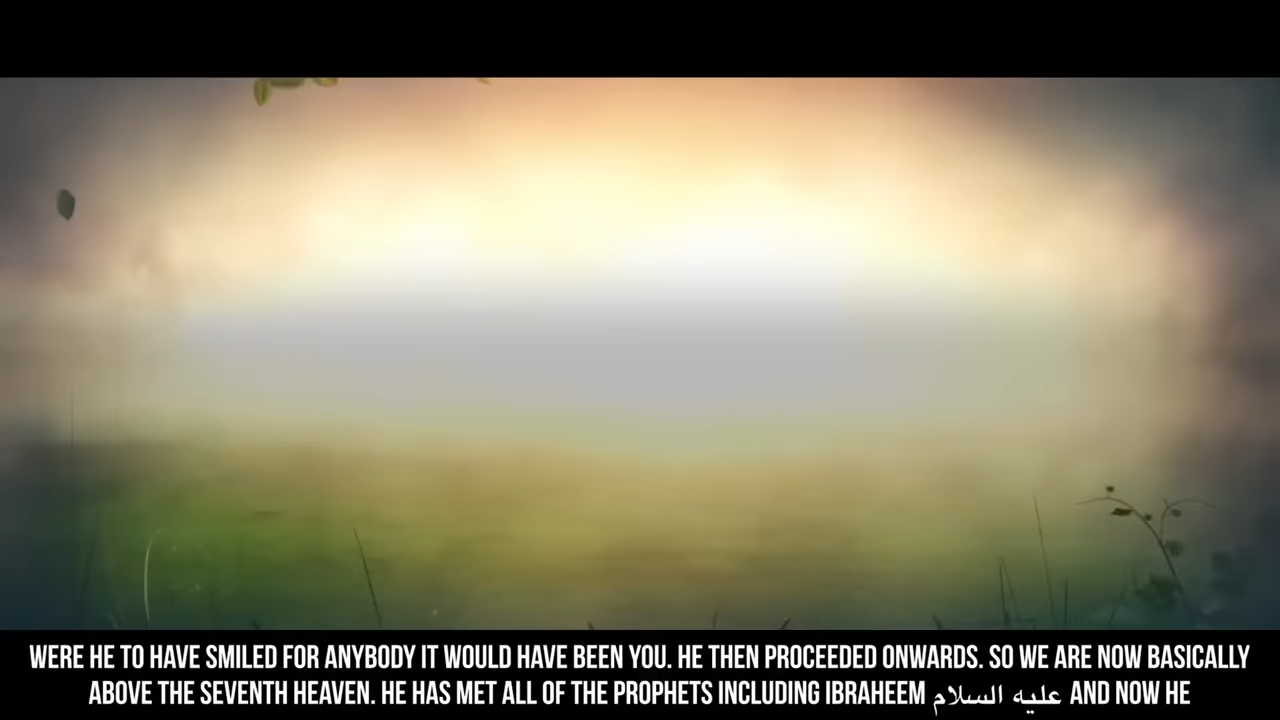 WERE HE TO HAVE SMILED FOR ANYBODY IT WOULD HAVE BEEN YOU. HE THEN PROCEEDED ONWARDS. SO WE ARE NOW BASICALLY
ABOVE THE SEVENTH HEAVEN. HE HAS MET ALL OF THE PROPHETS INCLUDING IBRAHEEM عليه السلام AND NOW HE